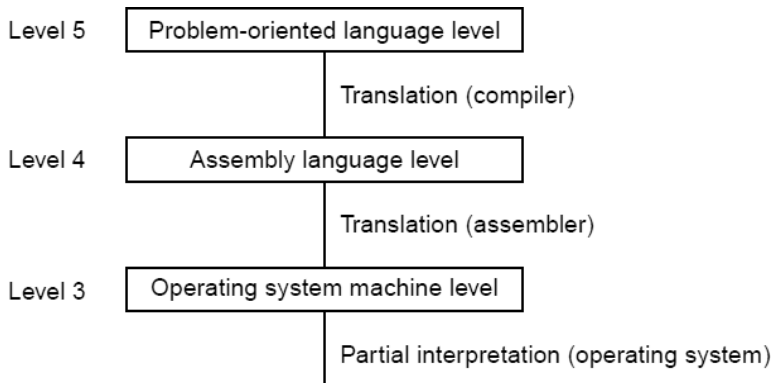 Level 5 Problem-oriented language level
Translation (compiler)
Level 4 Assembly language level
Translation (assembler)
Level 3 Operating system machine level
Partial interpretation (operating system)